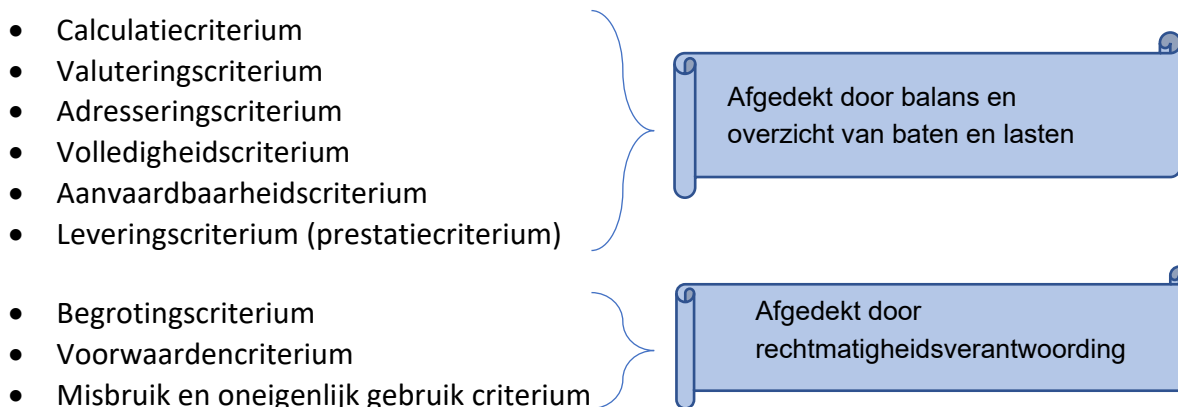 • Calculatiecriterium
• Valuteringscriterium
• Adresseringscriterium
• Volledigheidscriterium
• Aanvaardbaarheidscriterium
• Leveringscriterium (prestatiecriterium)
Afgedekt door balans en
overzicht van baten en lasten
• Begrotingscriterium
• Voorwaardencriterium
• Misbruik en oneigenlijk gebruik criterium
Afgedekt door
rechtmatigheidsverantwoording